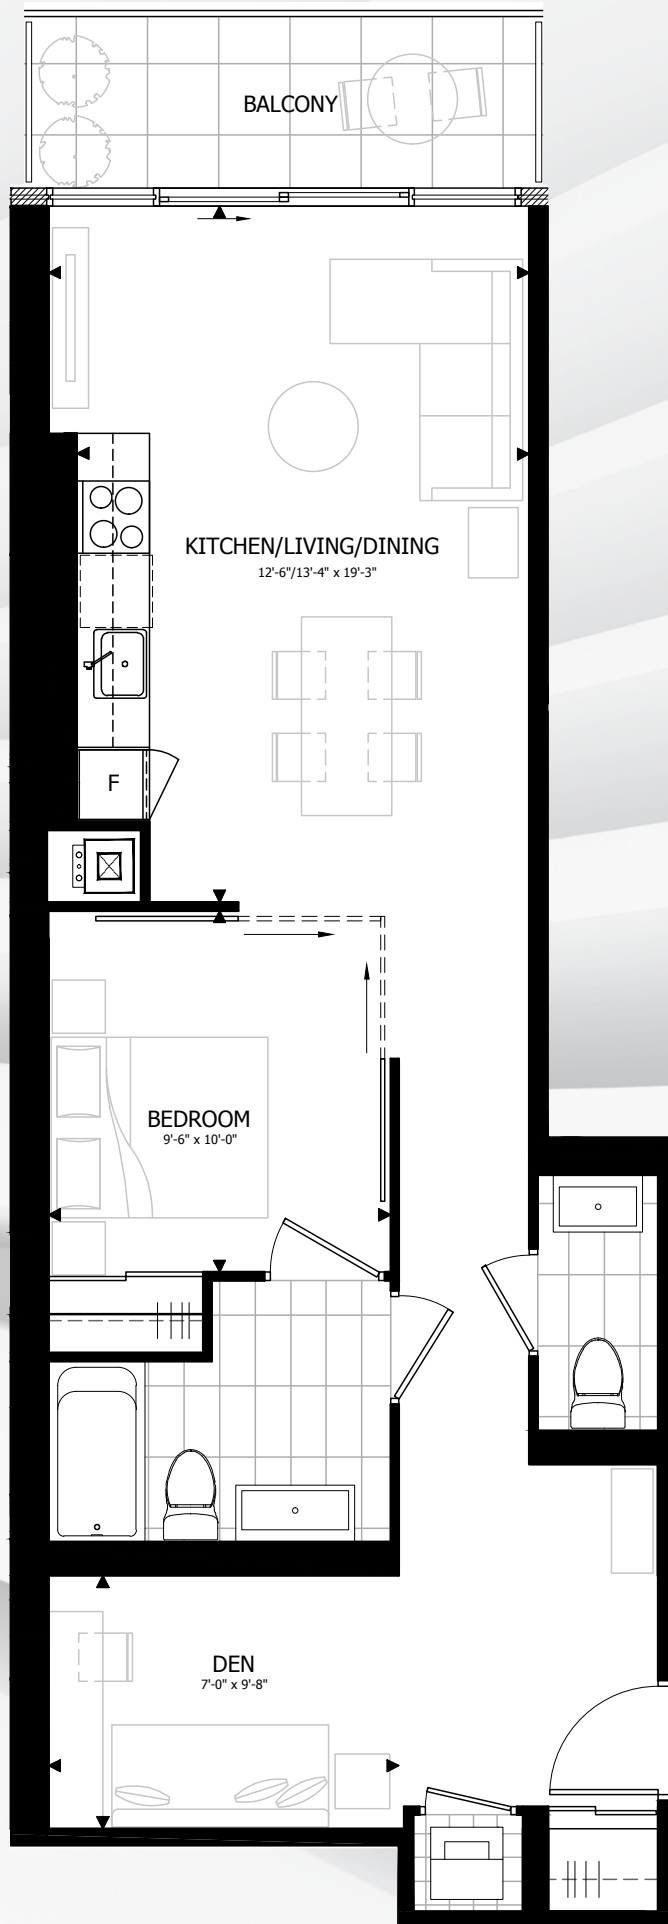 BALCONY
KITCHEN/LIVING/DINING
12'-6"/13'-4" x 19'-3"
F
BEDROOM
9'-6" x 10'-0"
DEN
7'-0" x 9'-8"